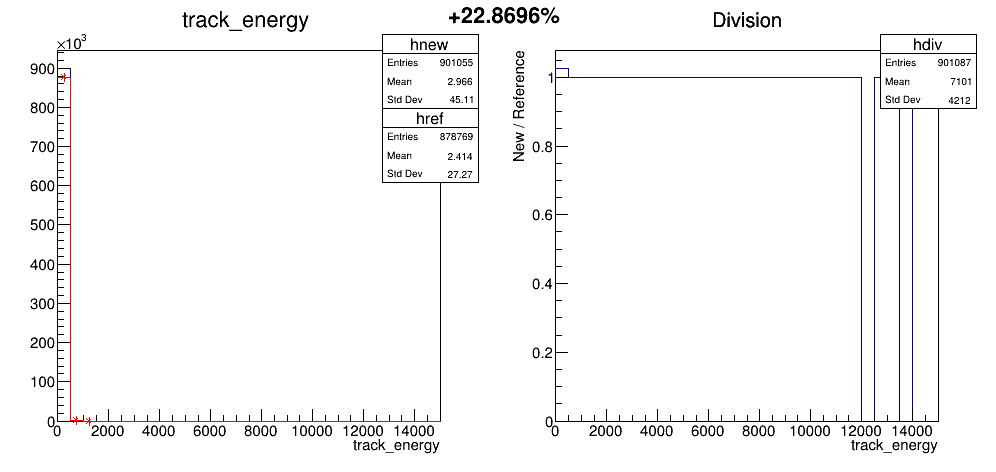 +22.8696%
track_energy
×10³
hnew
Entries 901055
Mean 2.966
Std Dev 45.11
href
Entries 878769
Mean 2.414
Std Dev 27.27
900
800
700
600
500
400
300
200
100
0
0 2000 4000 6000 8000 10000 12000 14000
track_energy
Division
hdiv
Entries 901087
Mean 7101
Std Dev 4212
New / Reference
1
0.8
0.6
0.4
0.2
0
0 2000 4000 6000 8000 10000 12000 14000
track_energy